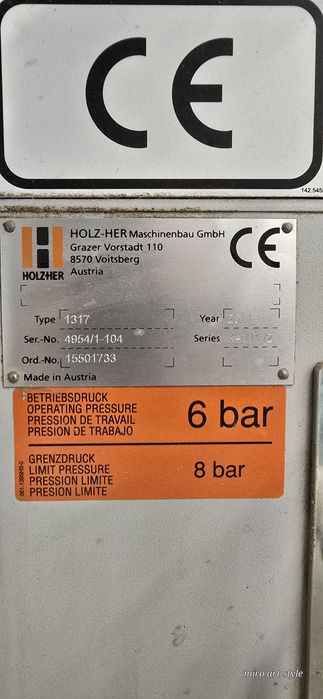 CE
142.545
HOLZ-HER Maschinenbau GmbH
Grazer Vorstadt 110
8570 Voitsberg
Austria
CE
HOLZHER
Type 1317
Year
Ser.-No. 4954/1-104
Series
Ord.-No. 15501733
Made in Austria
BETRIEBSDRUCK
OPERATING PRESSURE
PRESSION DE TRAVAIL
PRESION DE TRABAJO
6 bar
GRENZDRUCK
LIMIT PRESSURE
PRESSION LIMITE
PRESION LIMITE
8 bar
miro art style